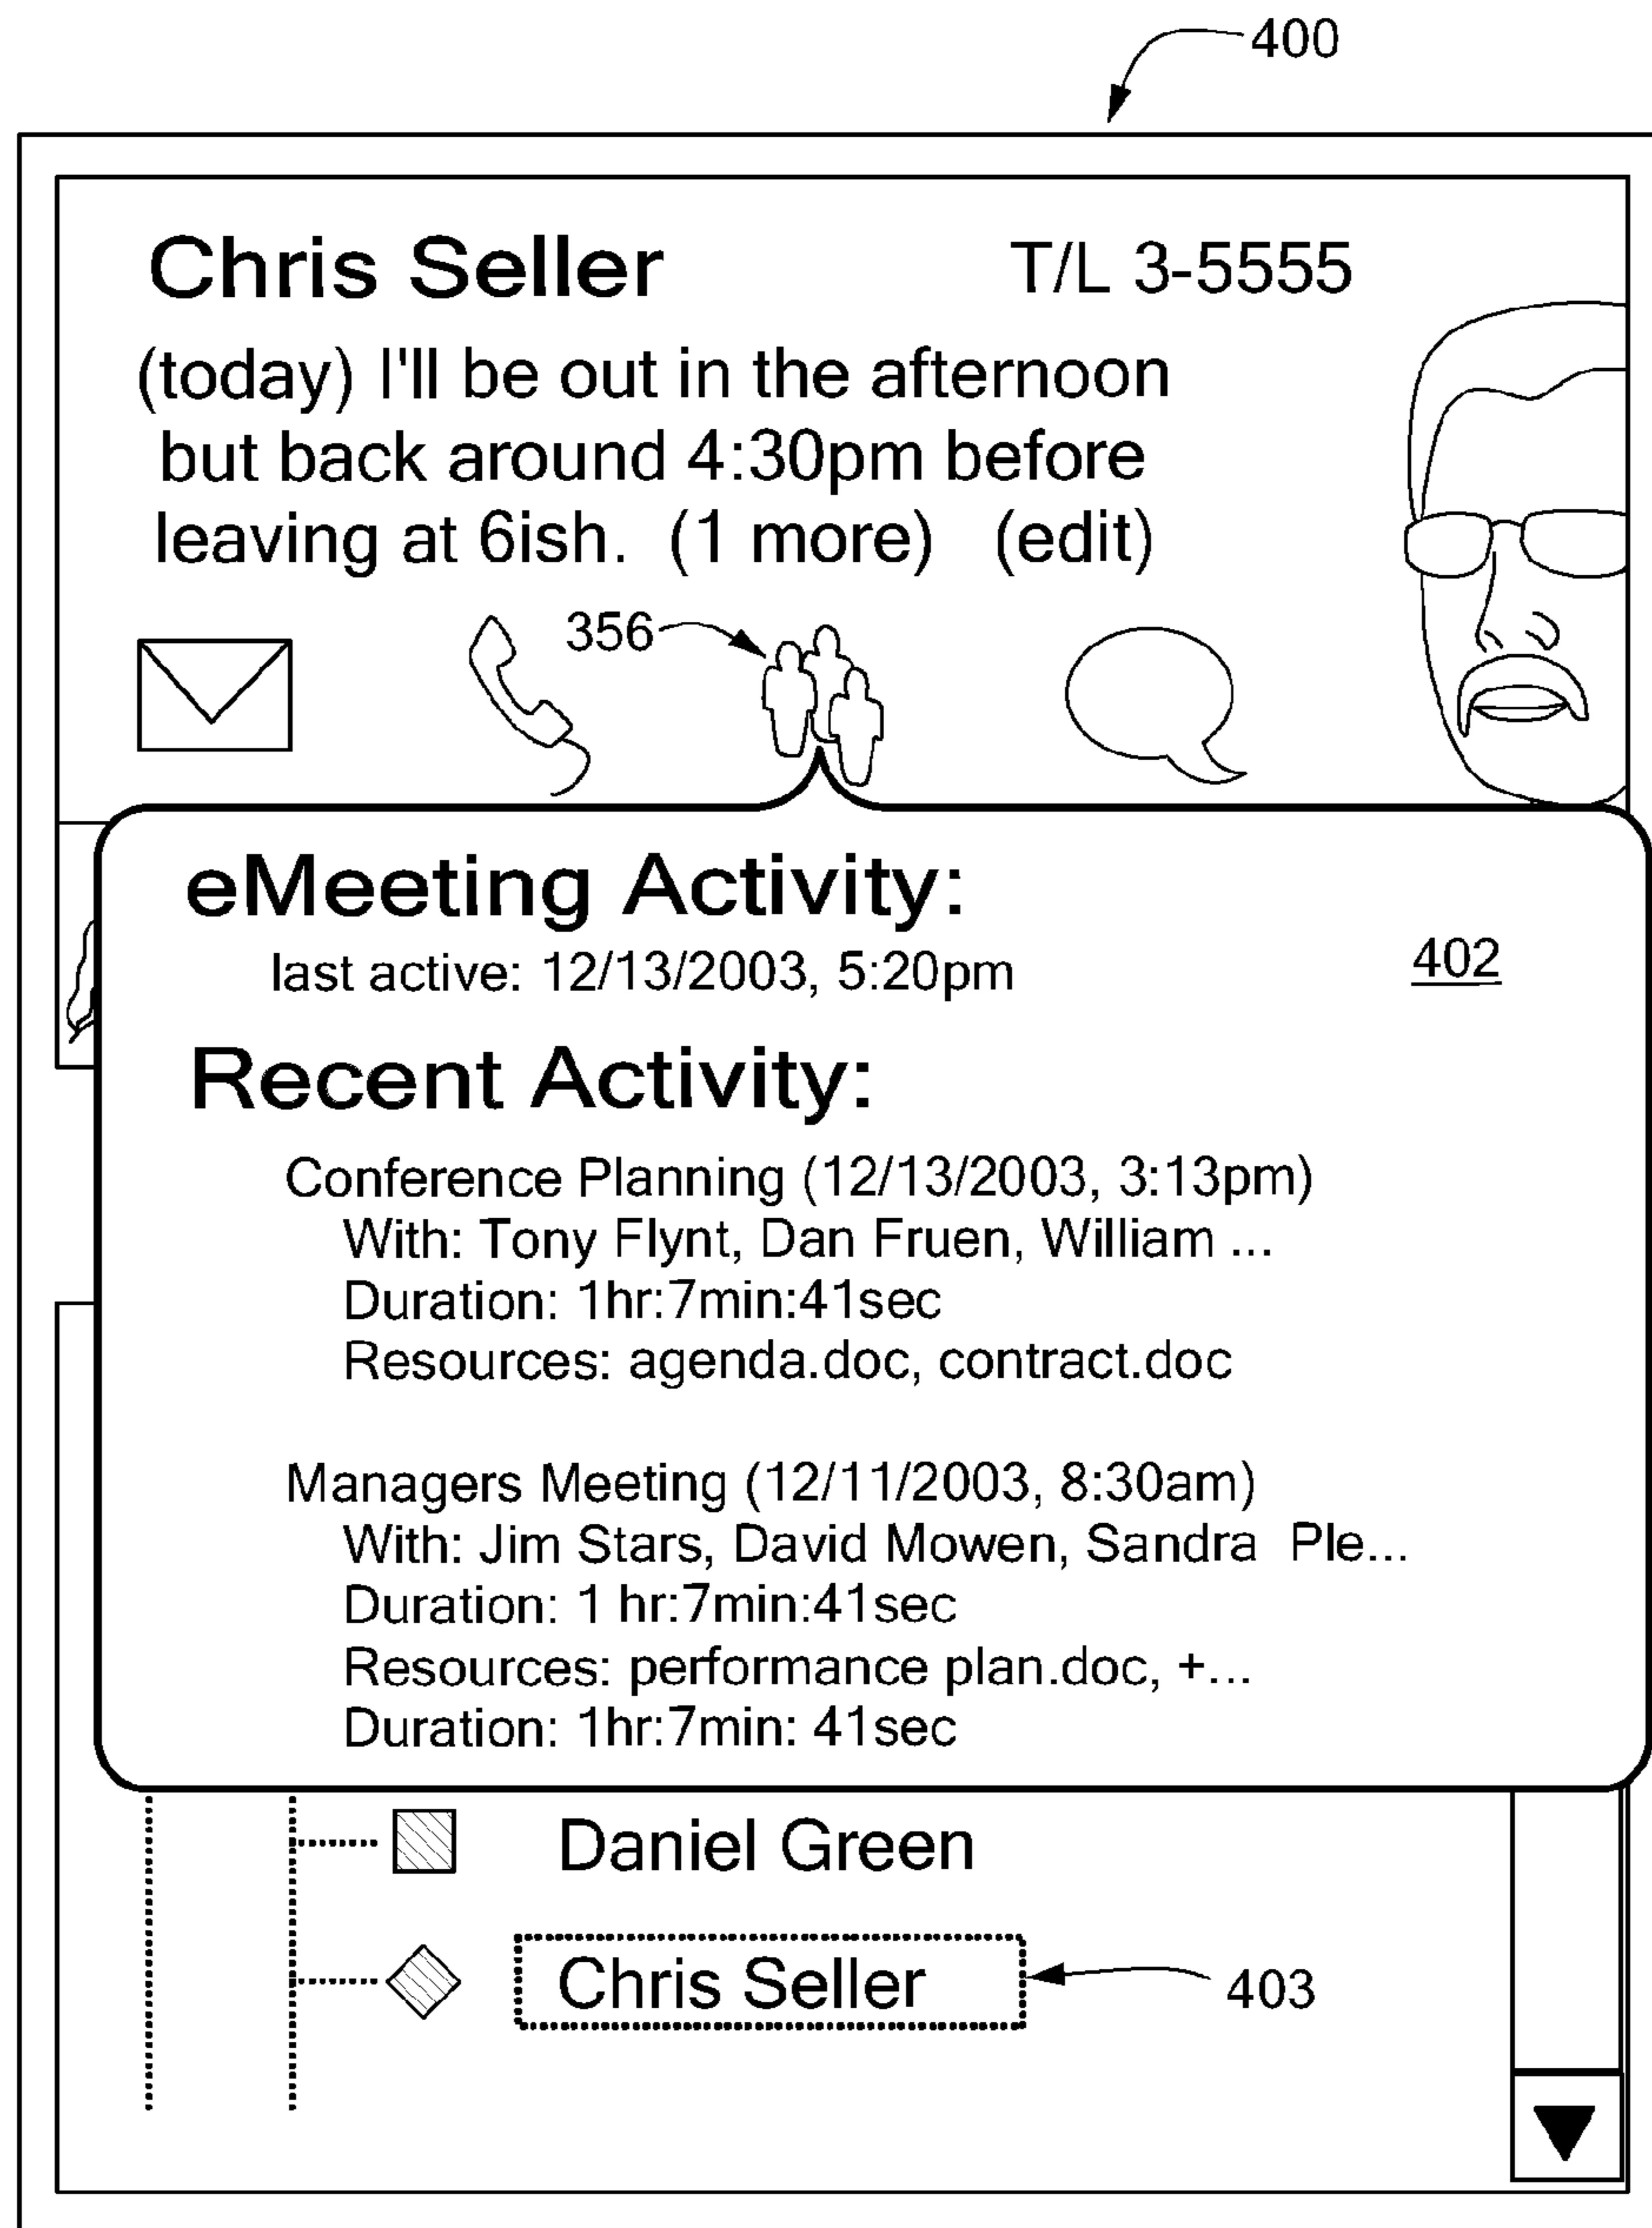 400
Chris Seller T/L 3-5555
(today) I'll be out in the afternoon
but back around 4:30pm before
leaving at 6ish. (1 more) (edit)
356
eMeeting Activity:
last active: 12/13/2003, 5:20pm
402
Recent Activity:
Conference Planning (12/13/2003, 3:13pm)
With: Tony Flynt, Dan Fruen, William ...
Duration: 1hr:7min:41sec
Resources: agenda.doc, contract.doc
Managers Meeting (12/11/2003, 8:30am)
With: Jim Stars, David Mowen, Sandra Ple...
Duration: 1 hr:7min:41sec
Resources: performance plan.doc, +...
Duration: 1hr:7min: 41sec
Daniel Green
Chris Seller
403